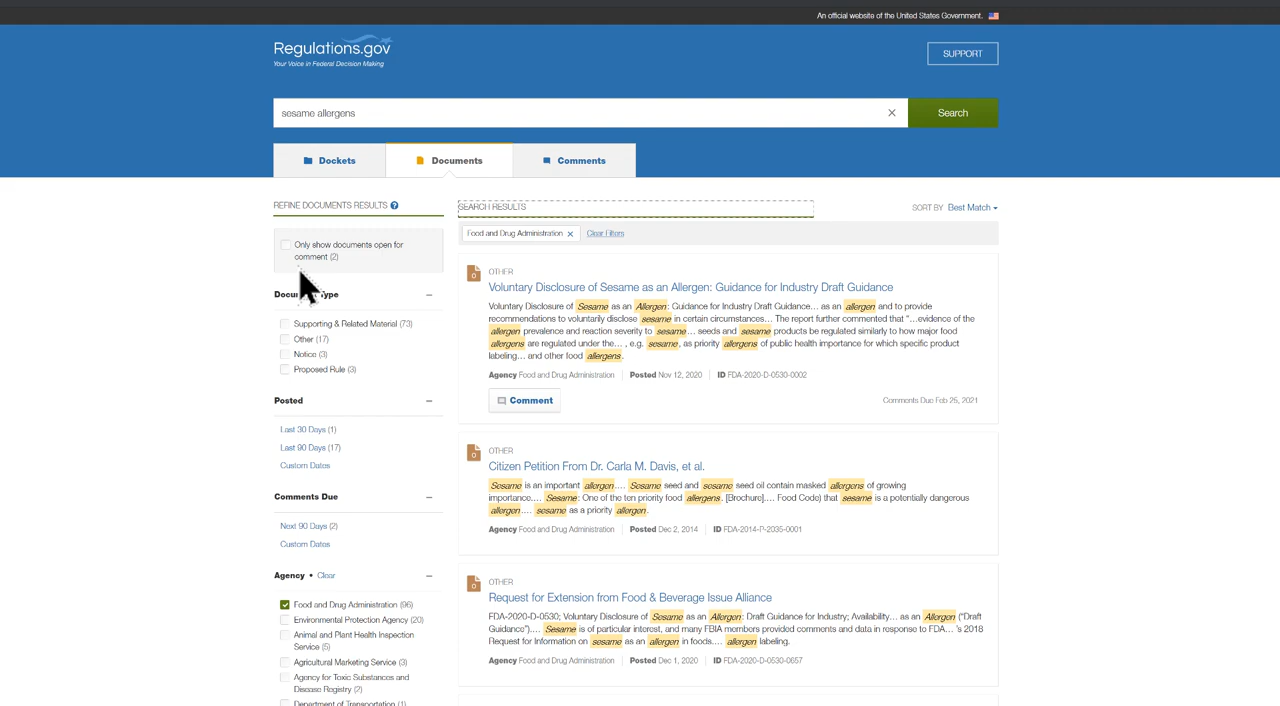 An official website of the United States Government.
Regulations.gov
Your Voice in Federal Decision Making
SUPPORT
sesame allergens
Search
Dockets
Documents
Comments
REFINE DOCUMENTS RESULTS
SEARCH RESULTS
SORT BY Best Match
Only show documents open for
comment (2)
Food and Drug Administration
Clear Filters
Type
Supporting & Related Material (73)
Other (17)
Notice (3)
Proposed Rule (3)
Posted
Last 30 Days (1)
Last 90 Days (17)
Custom Dates
Comments Due
Next 90 Days (2)
Custom Dates
Agency • Clear
Food and Drug Administration (96)
Environmental Protection Agency (20)
Animal and Plant Health Inspection
Service (5)
Agricultural Marketing Service (3)
Agency for Toxic Substances and
Disease Registry (2)
Department of Transportation (1)
OTHER
Voluntary Disclosure of Sesame as an Allergen: Guidance for Industry Draft Guidance
Voluntary Disclosure of Sesame as an Allergen: Guidance for Industry Draft Guidance… as an allergen and to provide
recommendations to voluntarily disclose sesame in certain circumstances… The report further commented that “…evidence of the
allergen prevalence and reaction severity to sesame… seeds and sesame products be regulated similarly to how major food
allergens are regulated under the… , e.g. sesame, as priority allergens of public health importance for which specific product
labeling… and other food allergens.
Agency Food and Drug Administration Posted Nov 12, 2020 ID FDA-2020-D-0530-0002
Comment
Comments Due Feb 25, 2021
OTHER
Citizen Petition From Dr. Carla M. Davis, et al.
Sesame is an important allergen.… Sesame seed and sesame seed oil contain masked allergens of growing
importance.… Sesame: One of the ten priority food allergens. [Brochure].… Food Code) that sesame is a potentially dangerous
allergen.… sesame as a priority allergen.
Agency Food and Drug Administration Posted Dec 2, 2014 ID FDA-2014-P-2035-0001
OTHER
Request for Extension from Food & Beverage Issue Alliance
FDA-2020-D-0530; Voluntary Disclosure of Sesame as an Allergen: Draft Guidance for Industry; Availability… as an Allergen (“Draft
Guidance”).… Sesame is of particular interest, and many FBIA members provided comments and data in response to FDA… ’s 2018
Request for Information on sesame as an allergen in foods.… allergen labeling.
Agency Food and Drug Administration Posted Dec 1, 2020 ID FDA-2020-D-0530-0657